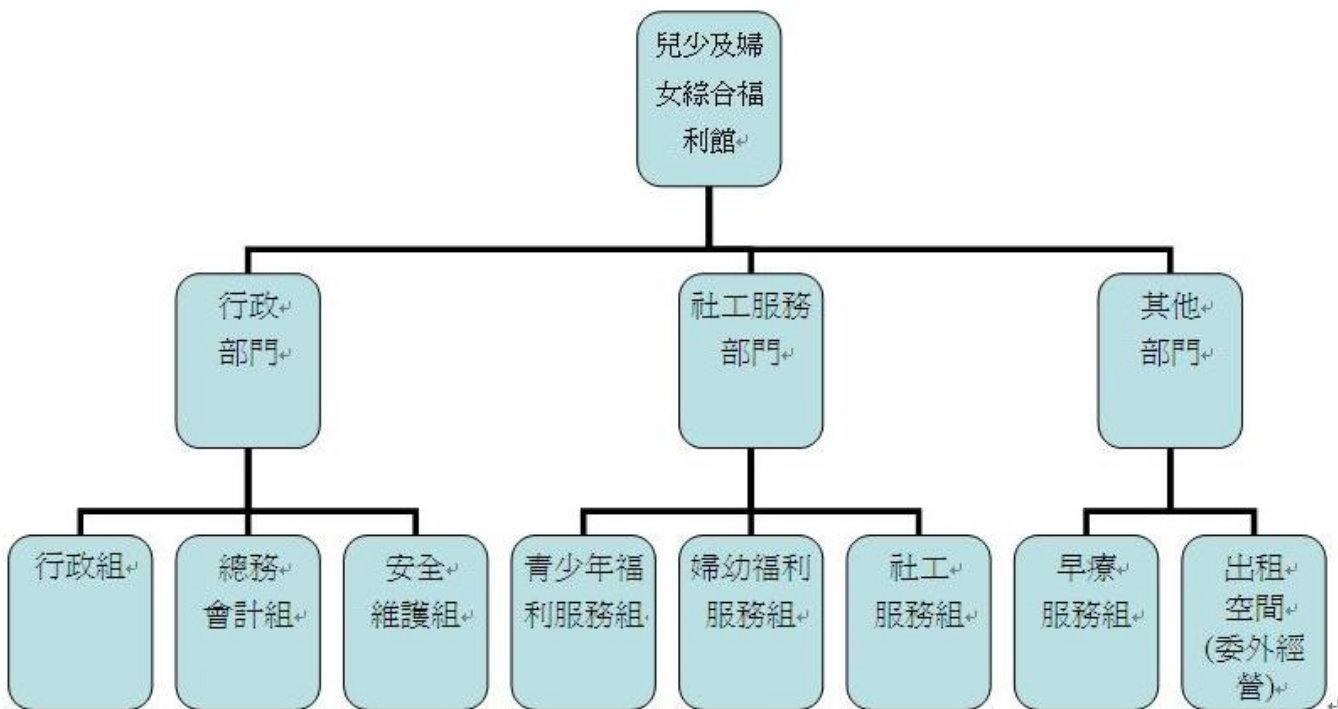 兒少及婦
女綜合福
利館
行政
部門
社工服務
部門
其他
部門
行政組
總務
會計組
安全
維護組
青少年福
利服務組
婦幼福利
服務組
社工
服務組
早療
服務組
出租
空間
(委外經
營)